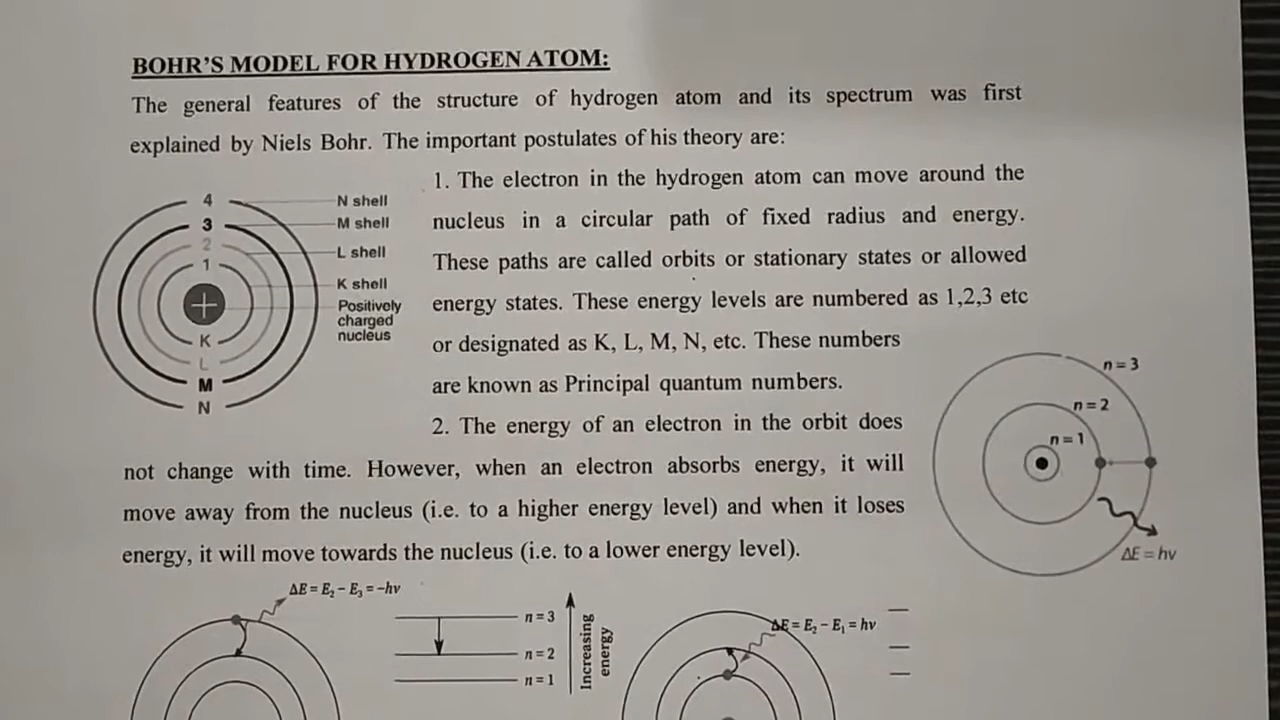 BOHR'S MODEL FOR HYDROGEN ATOM:
The general features of the structure of hydrogen atom and its spectrum was first
explained by Niels Bohr. The important postulates of his theory are:
4
3
2
1
K
L
M
N
N shell
M shell
L shell
K shell
Positively
charged
nucleus
1. The electron in the hydrogen atom can move around the
nucleus in a circular path of fixed radius and energy.
These paths are called orbits or stationary states or allowed
energy states. These energy levels are numbered as 1,2,3 etc
or designated as K, L, M, N, etc. These numbers
are known as Principal quantum numbers.
2. The energy of an electron in the orbit does
not change with time. However, when an electron absorbs energy, it will
move away from the nucleus (i.e. to a higher energy level) and when it loses
energy, it will move towards the nucleus (i.e. to a lower energy level).
n = 3
n = 2
n = 1
ΔE = hν
ΔE = E₂ – E₃ = –hν
n = 3
n = 2
n = 1
Increasing
energy
ΔE = E₂ – E₁ = hν